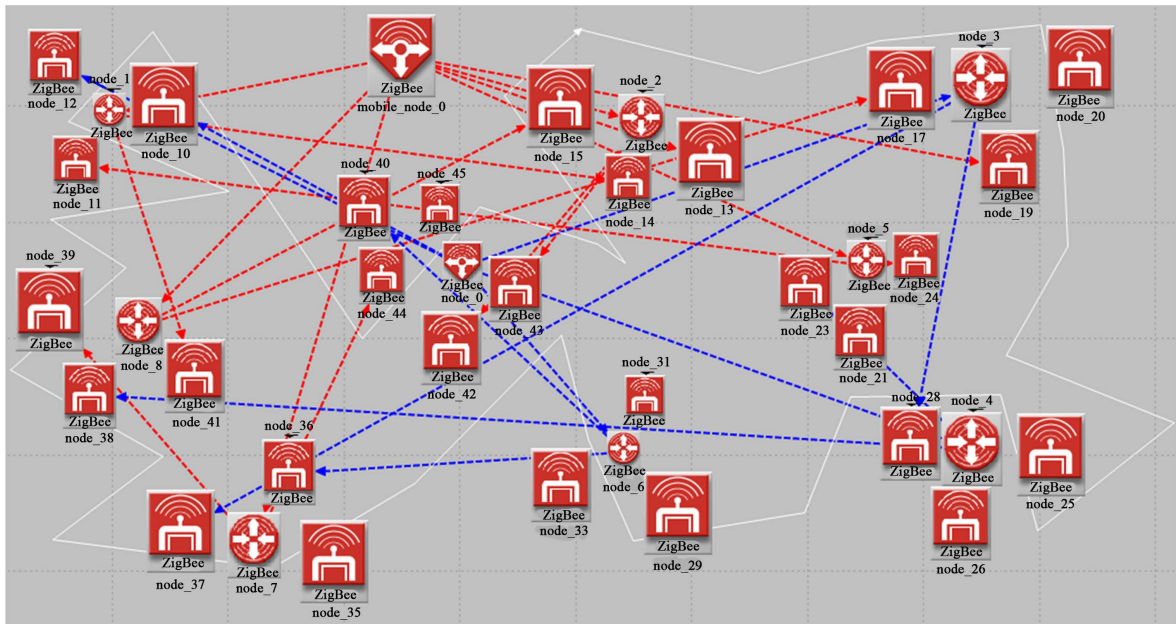 node_3
ZigBee
node_12
node_1
ZigBee
ZigBee
node_10
ZigBee
mobile_node_0
node_2
ZigBee
ZigBee
node_15
ZigBee
node_17
ZigBee
ZigBee
node_20
ZigBee
node_11
node_40
ZigBee
node_45
ZigBee
ZigBee
node_14
ZigBee
node_13
ZigBee
node_19
node_39
ZigBee
ZigBee
node_8
ZigBee
node_44
ZigBee
node_0
ZigBee
node_43
node_5
ZigBee
ZigBee
node_24
ZigBee
node_23
ZigBee
node_21
ZigBee
node_38
ZigBee
node_41
ZigBee
node_42
node_31
ZigBee
node_28
ZigBee
node_4
ZigBee
node_36
ZigBee
ZigBee
node_6
ZigBee
node_33
ZigBee
node_29
ZigBee
node_25
ZigBee
node_26
ZigBee
node_37
ZigBee
node_7
ZigBee
node_35